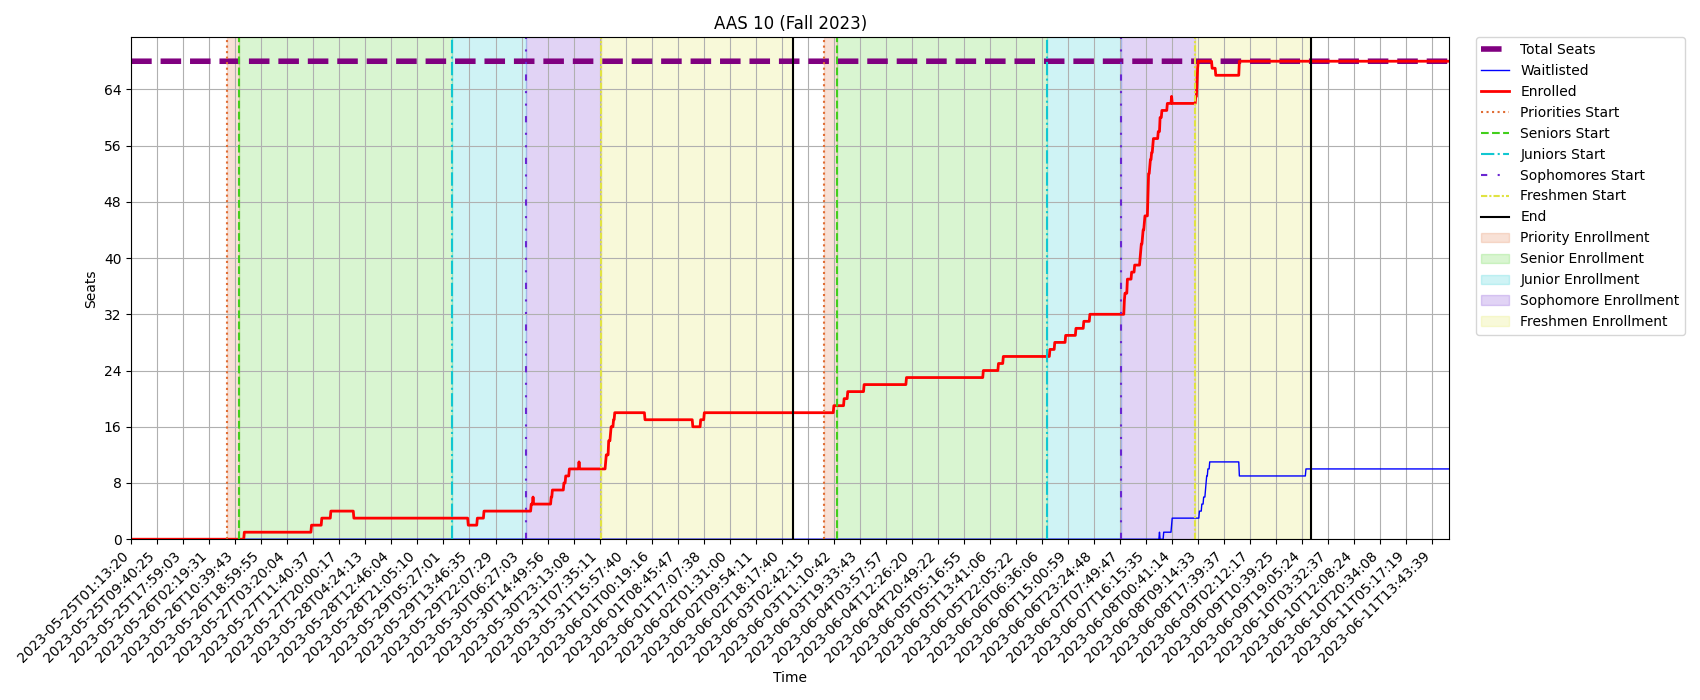 AAS 10 (Fall 2023)
Total Seats
Waitlisted
Enrolled
Priorities Start
Seniors Start
Juniors Start
Sophomores Start
Freshmen Start
End
Priority Enrollment
Senior Enrollment
Junior Enrollment
Sophomore Enrollment
Freshmen Enrollment
Seats
64
56
48
40
32
24
16
8
0
2023-05-25T01:13:20
2023-05-25T09:40:25
2023-05-25T17:59:03
2023-05-26T02:19:31
2023-05-26T10:39:43
2023-05-26T18:59:55
2023-05-27T03:20:04
2023-05-27T11:40:37
2023-05-27T20:00:17
2023-05-28T04:24:13
2023-05-28T12:46:04
2023-05-28T21:05:10
2023-05-29T05:27:01
2023-05-29T13:46:35
2023-05-29T22:07:29
2023-05-30T06:27:03
2023-05-30T14:49:56
2023-05-30T23:13:08
2023-05-31T07:35:11
2023-05-31T15:57:40
2023-06-01T00:19:16
2023-06-01T08:45:47
2023-06-01T17:07:38
2023-06-02T01:31:00
2023-06-02T09:54:11
2023-06-02T18:17:40
2023-06-03T02:42:15
2023-06-03T11:10:42
2023-06-03T19:33:43
2023-06-04T03:57:57
2023-06-04T12:26:20
2023-06-04T20:49:22
2023-06-05T05:16:55
2023-06-05T13:41:06
2023-06-05T22:05:22
2023-06-06T06:36:06
2023-06-06T15:00:59
2023-06-06T23:24:48
2023-06-07T07:49:47
2023-06-07T16:15:35
2023-06-08T00:41:14
2023-06-08T09:14:33
2023-06-08T17:39:37
2023-06-09T02:12:17
2023-06-09T10:39:25
2023-06-09T19:05:24
2023-06-10T03:32:37
2023-06-10T12:08:24
2023-06-10T20:34:08
2023-06-11T05:17:19
2023-06-11T13:43:39
Time